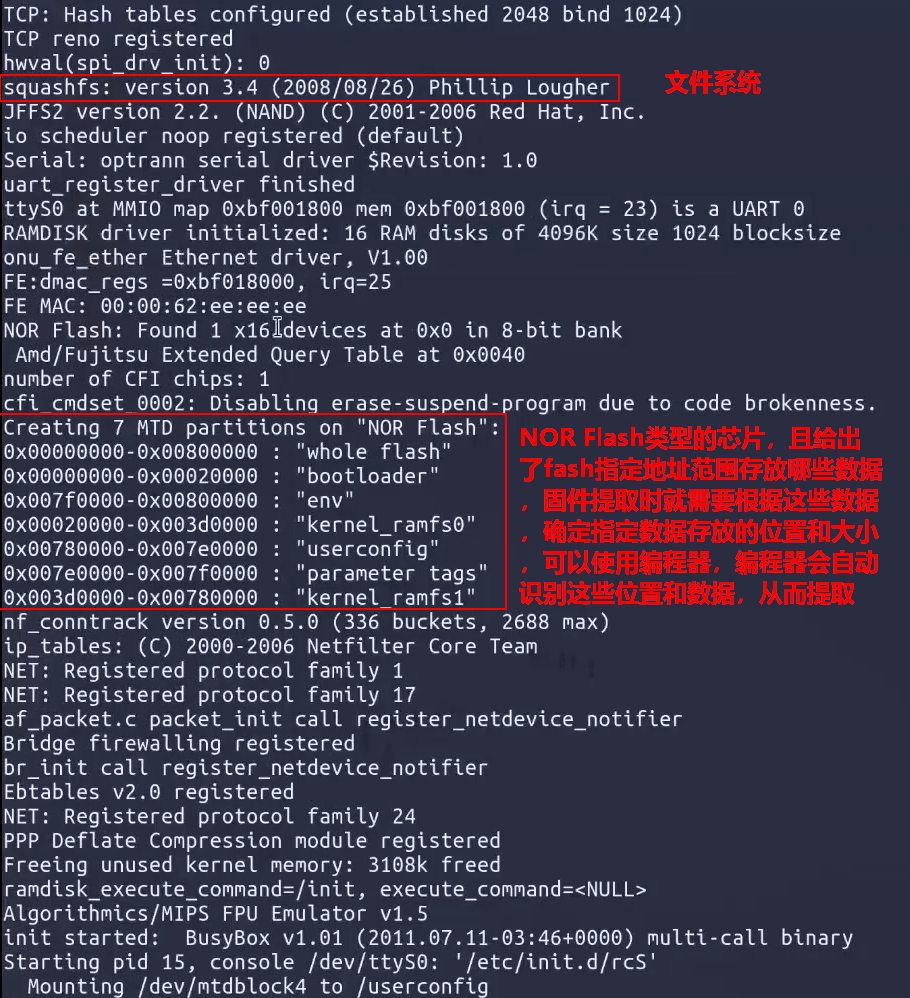 TCP: Hash tables configured (established 2048 bind 1024)
TCP reno registered
hwval(spi_drv_init): 0
squashfs: version 3.4 (2008/08/26) Phillip Lougher
文件系统
JFFS2 version 2.2. (NAND) (C) 2001-2006 Red Hat, Inc.
io scheduler noop registered (default)
Serial: optrann serial driver $Revision: 1.0
uart_register_driver finished
ttyS0 at MMIO map 0xbf001800 mem 0xbf001800 (irq = 23) is a UART 0
RAMDISK driver initialized: 16 RAM disks of 4096K size 1024 blocksize
onu_fe_ether Ethernet driver, V1.00
FE:dmac_regs =0xbf018000, irq=25
FE MAC: 00:00:62:ee:ee:ee
NOR Flash: Found 1 x16 devices at 0x0 in 8-bit bank
 Amd/Fujitsu Extended Query Table at 0x0040
number of CFI chips: 1
cfi_cmdset_0002: Disabling erase-suspend-program due to code brokenness.
Creating 7 MTD partitions on "NOR Flash":
0x00000000-0x00800000 : "whole flash"
0x00000000-0x00020000 : "bootloader"
0x007f0000-0x00800000 : "env"
0x00020000-0x003d0000 : "kernel_ramfs0"
0x00780000-0x007e0000 : "userconfig"
0x007e0000-0x007f0000 : "parameter tags"
0x003d0000-0x00780000 : "kernel_ramfs1"
NOR Flash类型的芯片，且给出
了fash指定地址范围存放哪些数据
，固件提取时就需要根据这些数据
，确定指定数据存放的位置和大小
，可以使用编程器，编程器会自动
识别这些位置和数据，从而提取
nf_conntrack version 0.5.0 (336 buckets, 2688 max)
ip_tables: (C) 2000-2006 Netfilter Core Team
NET: Registered protocol family 1
NET: Registered protocol family 17
af_packet.c packet_init call register_netdevice_notifier
Bridge firewalling registered
br_init call register_netdevice_notifier
Ebtables v2.0 registered
NET: Registered protocol family 24
PPP Deflate Compression module registered
Freeing unused kernel memory: 3108k freed
ramdisk_execute_command=/init, execute_command=<NULL>
Algorithmics/MIPS FPU Emulator v1.5
init started:  BusyBox v1.01 (2011.07.11-03:46+0000) multi-call binary
Starting pid 15, console /dev/ttyS0: '/etc/init.d/rcS'
  Mounting /dev/mtdblock4 to /userconfig